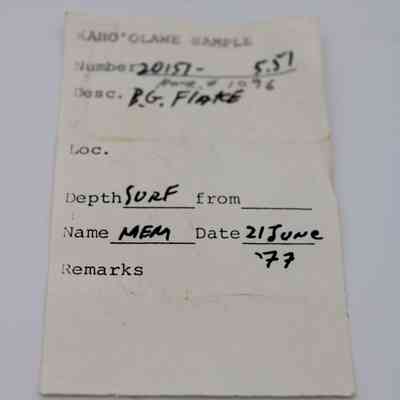 KAHO'OLAWE SAMPLE
Number 20151- 5.51
1096
Desc. B.G. FLAKE
Loc.
Depth SURF from
Name MEM Date 21 June
'77
Remarks